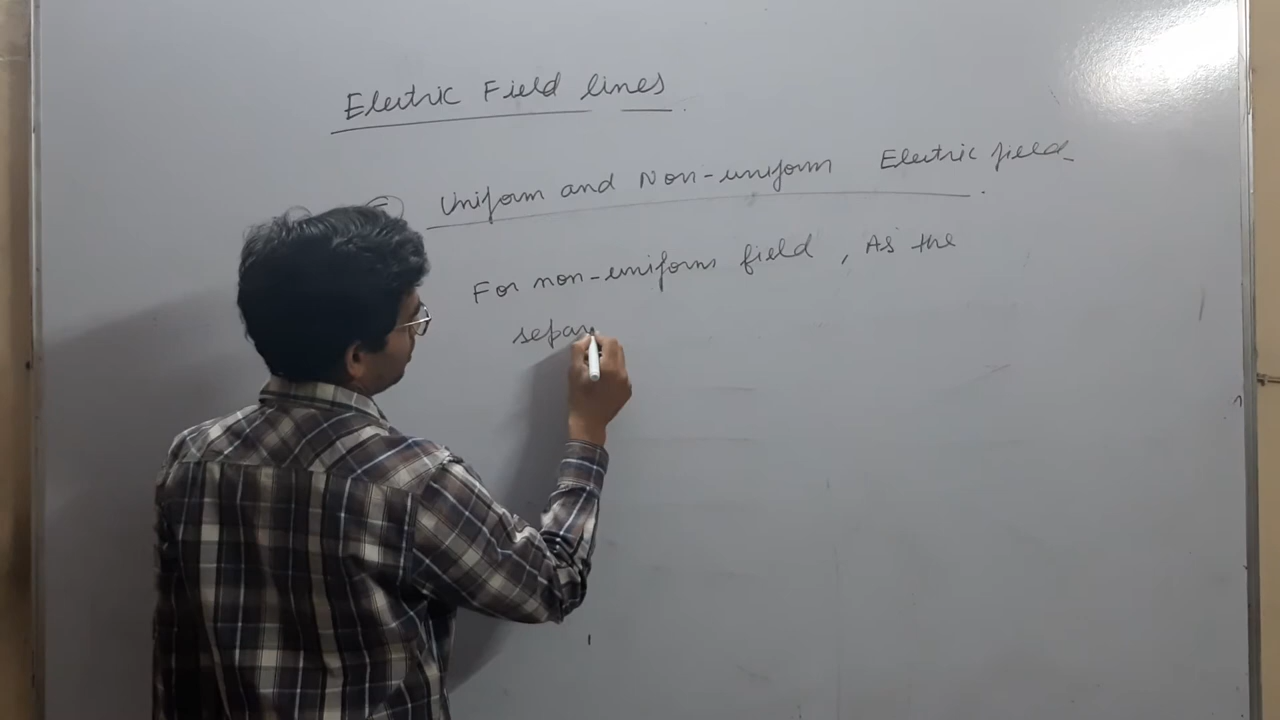 Electric Field lines.
Uniform and Non-uniform Electric field.
For non-uniform field, As the
separ